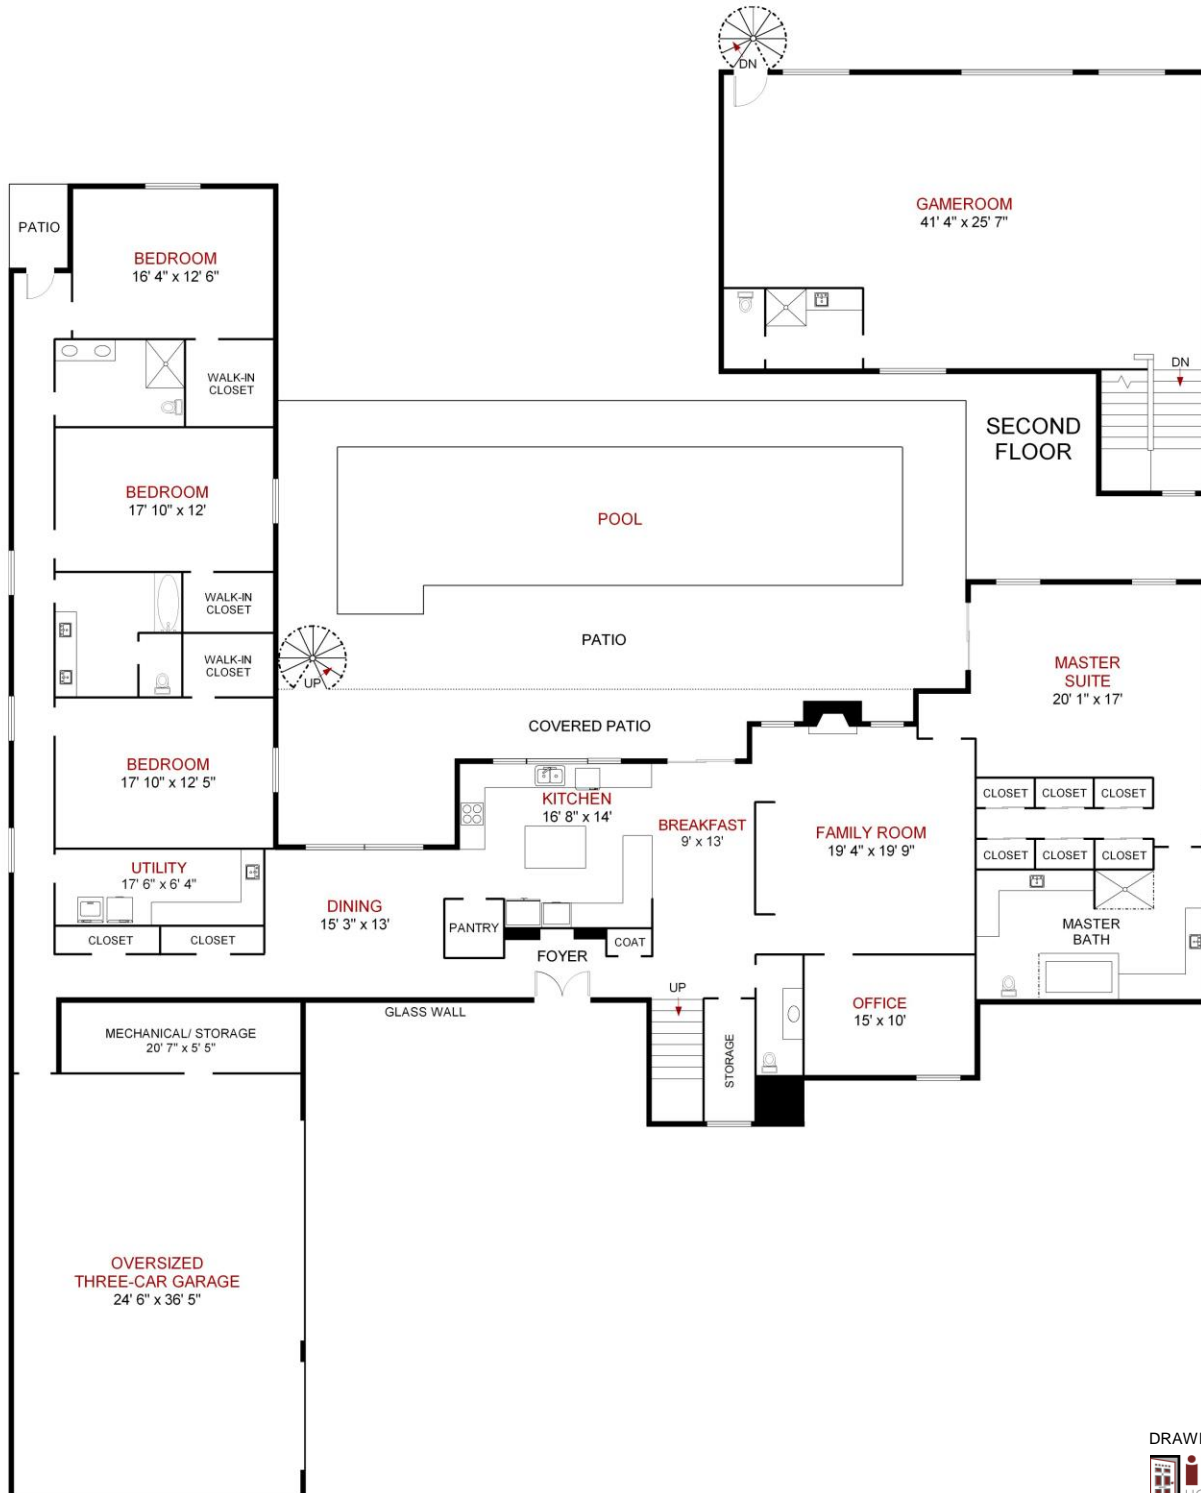 DN
GAMEROOM
41' 4" x 25' 7"
PATIO
BEDROOM
16' 4" x 12' 6"
WALK-IN
CLOSET
DN
SECOND
FLOOR
BEDROOM
17' 10" x 12'
POOL
WALK-IN
CLOSET
PATIO
WALK-IN
CLOSET
UP
MASTER
SUITE
20' 1" x 17'
COVERED PATIO
BEDROOM
17' 10" x 12' 5"
KITCHEN
16' 8" x 14'
BREAKFAST
9' x 13'
FAMILY ROOM
19' 4" x 19' 9"
CLOSET
CLOSET
CLOSET
CLOSET
CLOSET
CLOSET
UTILITY
17' 6" x 6' 4"
DINING
15' 3" x 13'
PANTRY
CLOSET
CLOSET
COAT
FOYER
MASTER
BATH
UP
GLASS WALL
OFFICE
15' x 10'
MECHANICAL/ STORAGE
20' 7" x 5' 5"
STORAGE
OVERSIZED
THREE-CAR GARAGE
24' 6" x 36' 5"